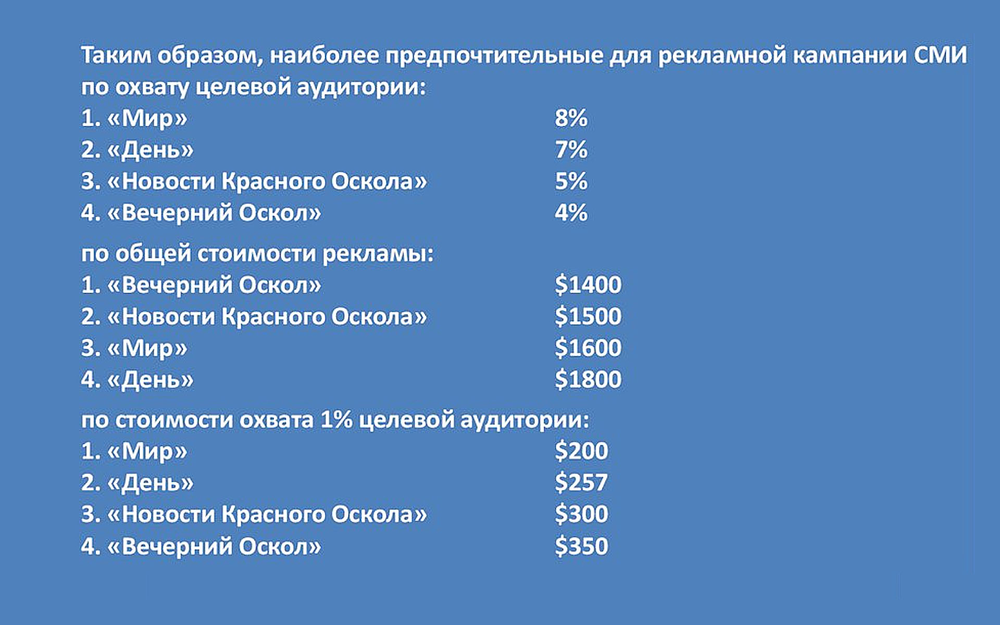 Таким образом, наиболее предпочтительные для рекламной кампании СМИ
по охвату целевой аудитории:
1. «Мир» 8%
2. «День» 7%
3. «Новости Красного Оскола» 5%
4. «Вечерний Оскол» 4%
по общей стоимости рекламы:
1. «Вечерний Оскол» $1400
2. «Новости Красного Оскола» $1500
3. «Мир» $1600
4. «День» $1800
по стоимости охвата 1% целевой аудитории:
1. «Мир» $200
2. «День» $257
3. «Новости Красного Оскола» $300
4. «Вечерний Оскол» $350